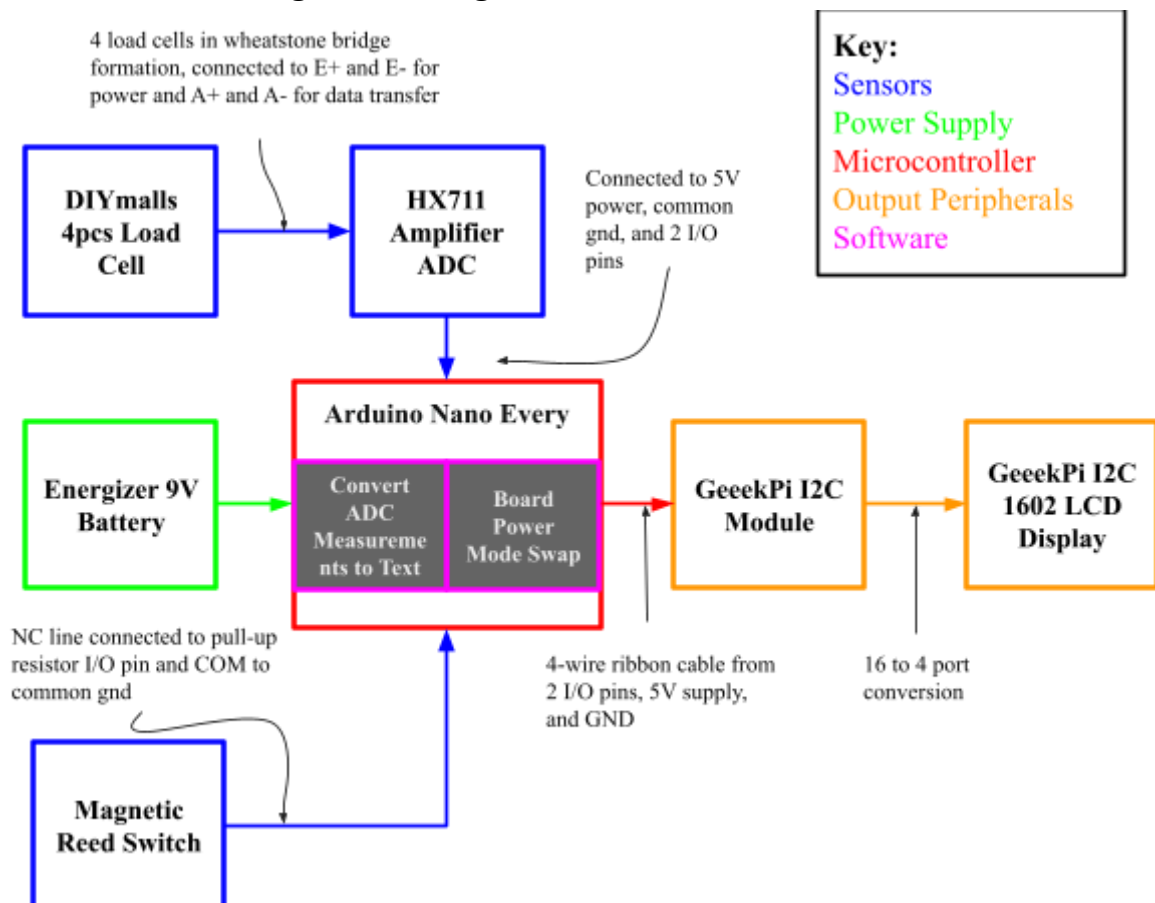 4 load cells in wheatstone bridge
formation, connected to E+ and E- for
power and A+ and A- for data transfer
Key:
Sensors
Power Supply
Microcontroller
Output Peripherals
Software
DIYmalls
4pcs Load
Cell
HX711
Amplifier
ADC
Connected to 5V
power, common
gnd, and 2 I/O
pins
Arduino Nano Every
Energizer 9V
Battery
Convert
ADC
Measureme
nts to Text
Board
Power
Mode Swap
GeeekPi I2C
Module
GeeekPi I2C
1602 LCD
Display
NC line connected to pull-up
resistor I/O pin and COM to
common gnd
4-wire ribbon cable from
2 I/O pins, 5V supply,
and GND
16 to 4 port
conversion
Magnetic
Reed Switch